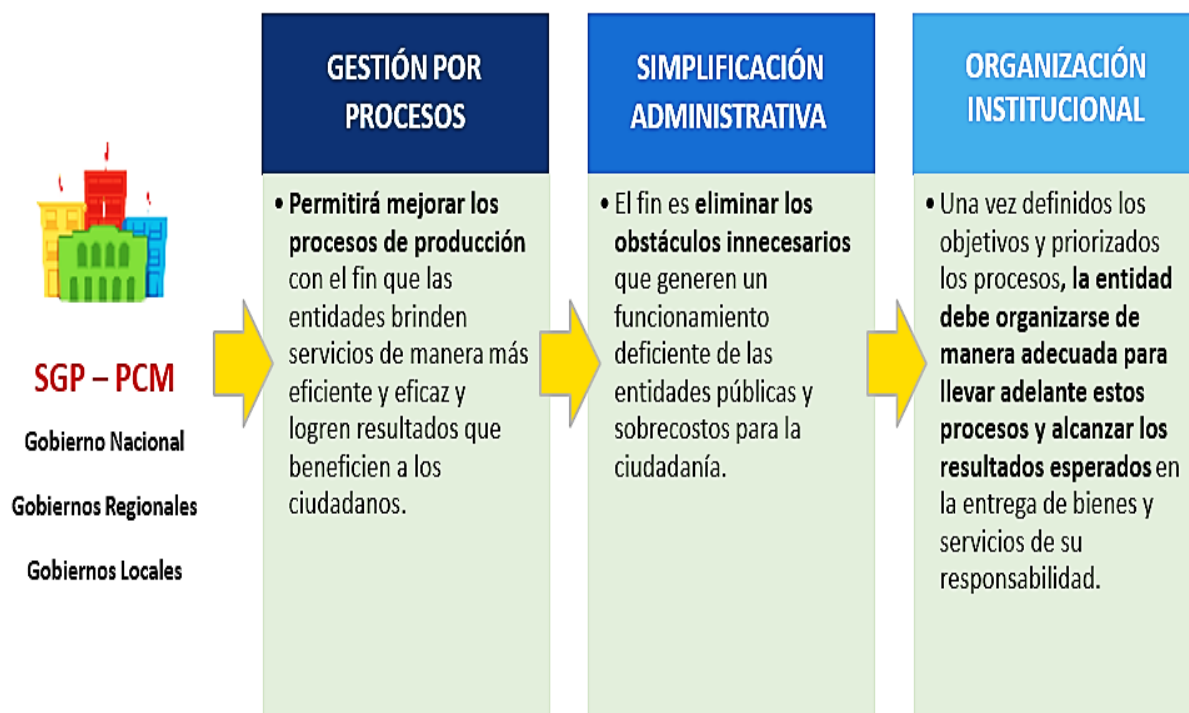 SGP – PCM
Gobierno Nacional
Gobiernos Regionales
Gobiernos Locales
GESTIÓN POR
PROCESOS
• Permitirá mejorar los
procesos de producción
con el fin que las
entidades brinden
servicios de manera más
eficiente y eficaz y
logren resultados que
beneficien a los
ciudadanos.
SIMPLIFICACIÓN
ADMINISTRATIVA
• El fin es eliminar los
obstáculos innecesarios
que generen un
funcionamiento
deficiente de las
entidades públicas y
sobrecostos para la
ciudadanía.
ORGANIZACIÓN
INSTITUCIONAL
• Una vez definidos los
objetivos y priorizados
los procesos, la entidad
debe organizarse de
manera adecuada para
llevar adelante estos
procesos y alcanzar los
resultados esperados en
la entrega de bienes y
servicios de su
responsabilidad.